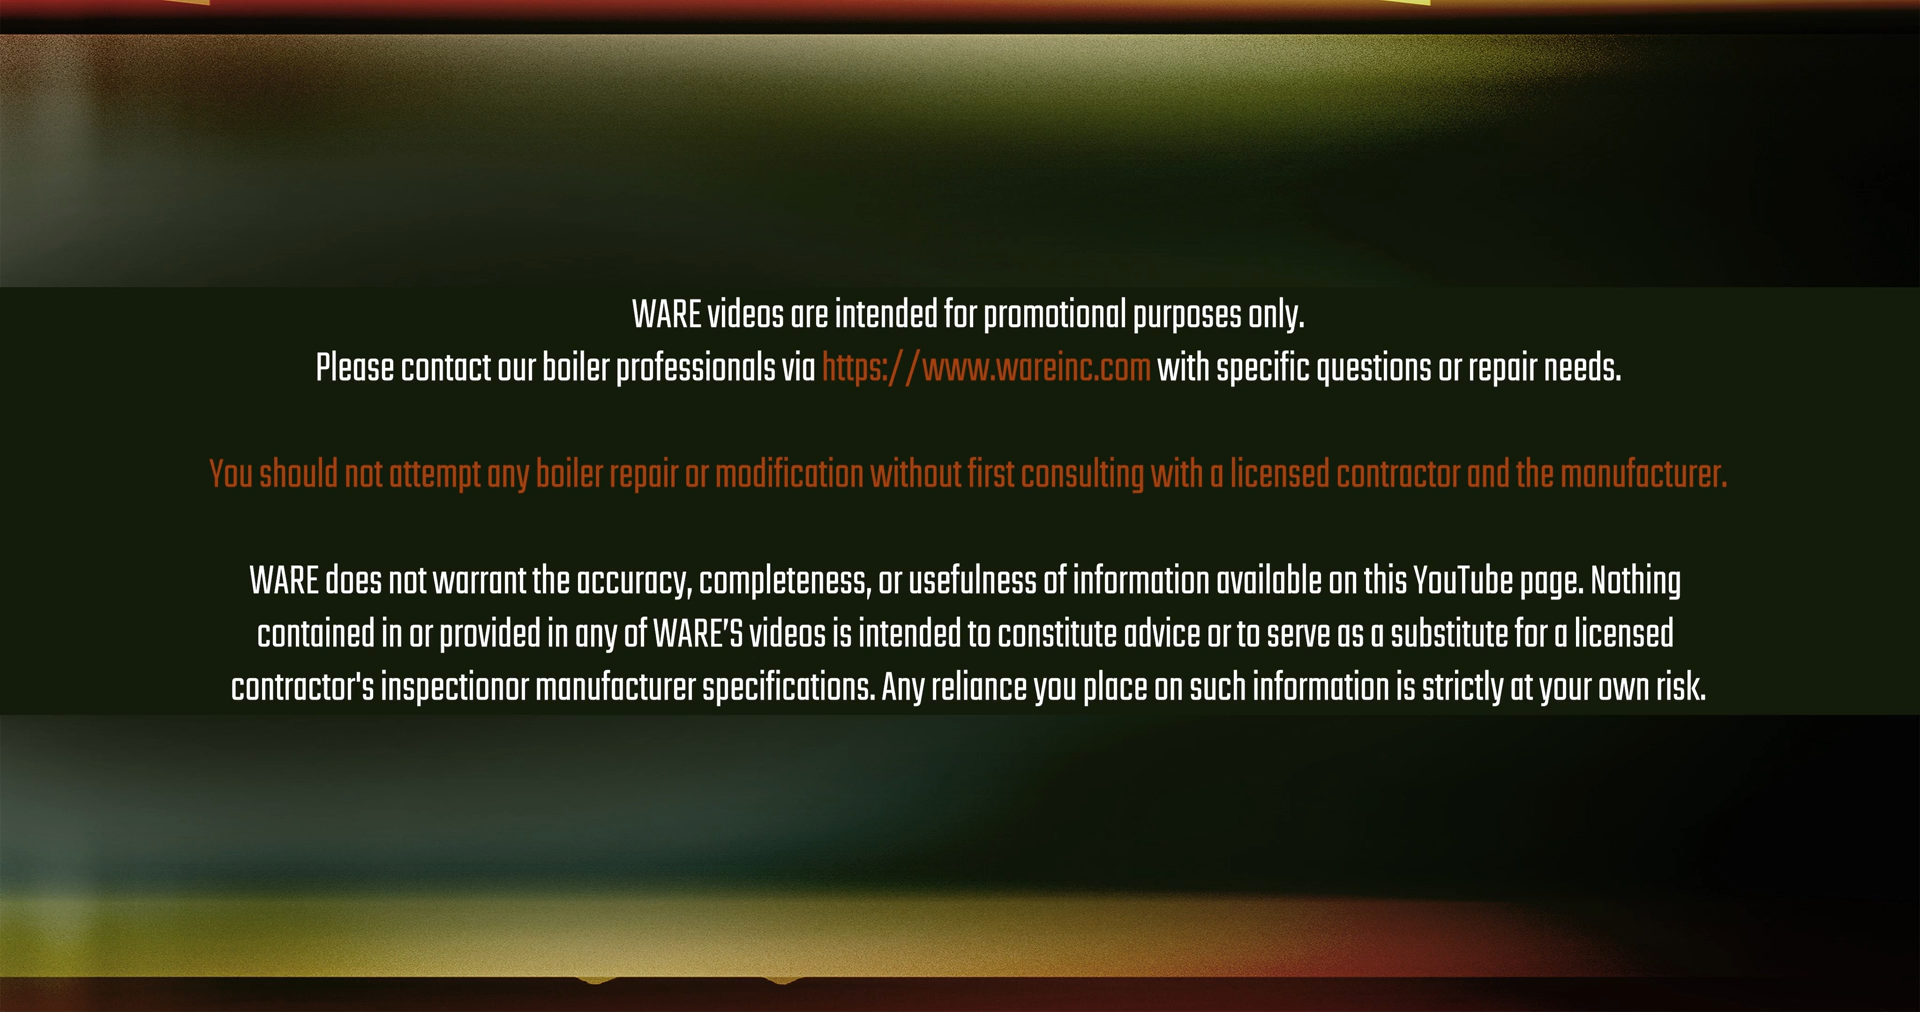 WARE videos are intended for promotional purposes only.
Please contact our boiler professionals via https://www.wareinc.com with specific questions or repair needs.
You should not attempt any boiler repair or modification without first consulting with a licensed contractor and the manufacturer.
WARE does not warrant the accuracy, completeness, or usefulness of information available on this YouTube page. Nothing
contained in or provided in any of WARE'S videos is intended to constitute advice or to serve as a substitute for a licensed
contractor's inspectionor manufacturer specifications. Any reliance you place on such information is strictly at your own risk.